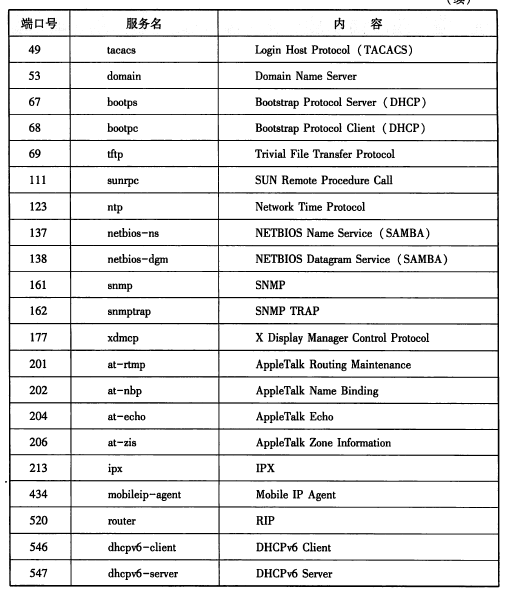 （续）
端口号 服务名 内 容
49 tacacs Login Host Protocol (TACACS)
53 domain Domain Name Server
67 bootps Bootstrap Protocol Server (DHCP)
68 bootpc Bootstrap Protocol Client (DHCP)
69 tftp Trivial File Transfer Protocol
111 sunrpc SUN Remote Procedure Call
123 ntp Network Time Protocol
137 netbios-ns NETBIOS Name Service (SAMBA)
138 netbios-dgm NETBIOS Datagram Service (SAMBA)
161 snmp SNMP
162 snmptrap SNMP TRAP
177 xdmcp X Display Manager Control Protocol
201 at-rtmp AppleTalk Routing Maintenance
202 at-nbp AppleTalk Name Binding
204 at-echo AppleTalk Echo
206 at-zis AppleTalk Zone Information
213 ipx IPX
434 mobileip-agent Mobile IP Agent
520 router RIP
546 dhcpv6-client DHCPv6 Client
547 dhcpv6-server DHCPv6 Server